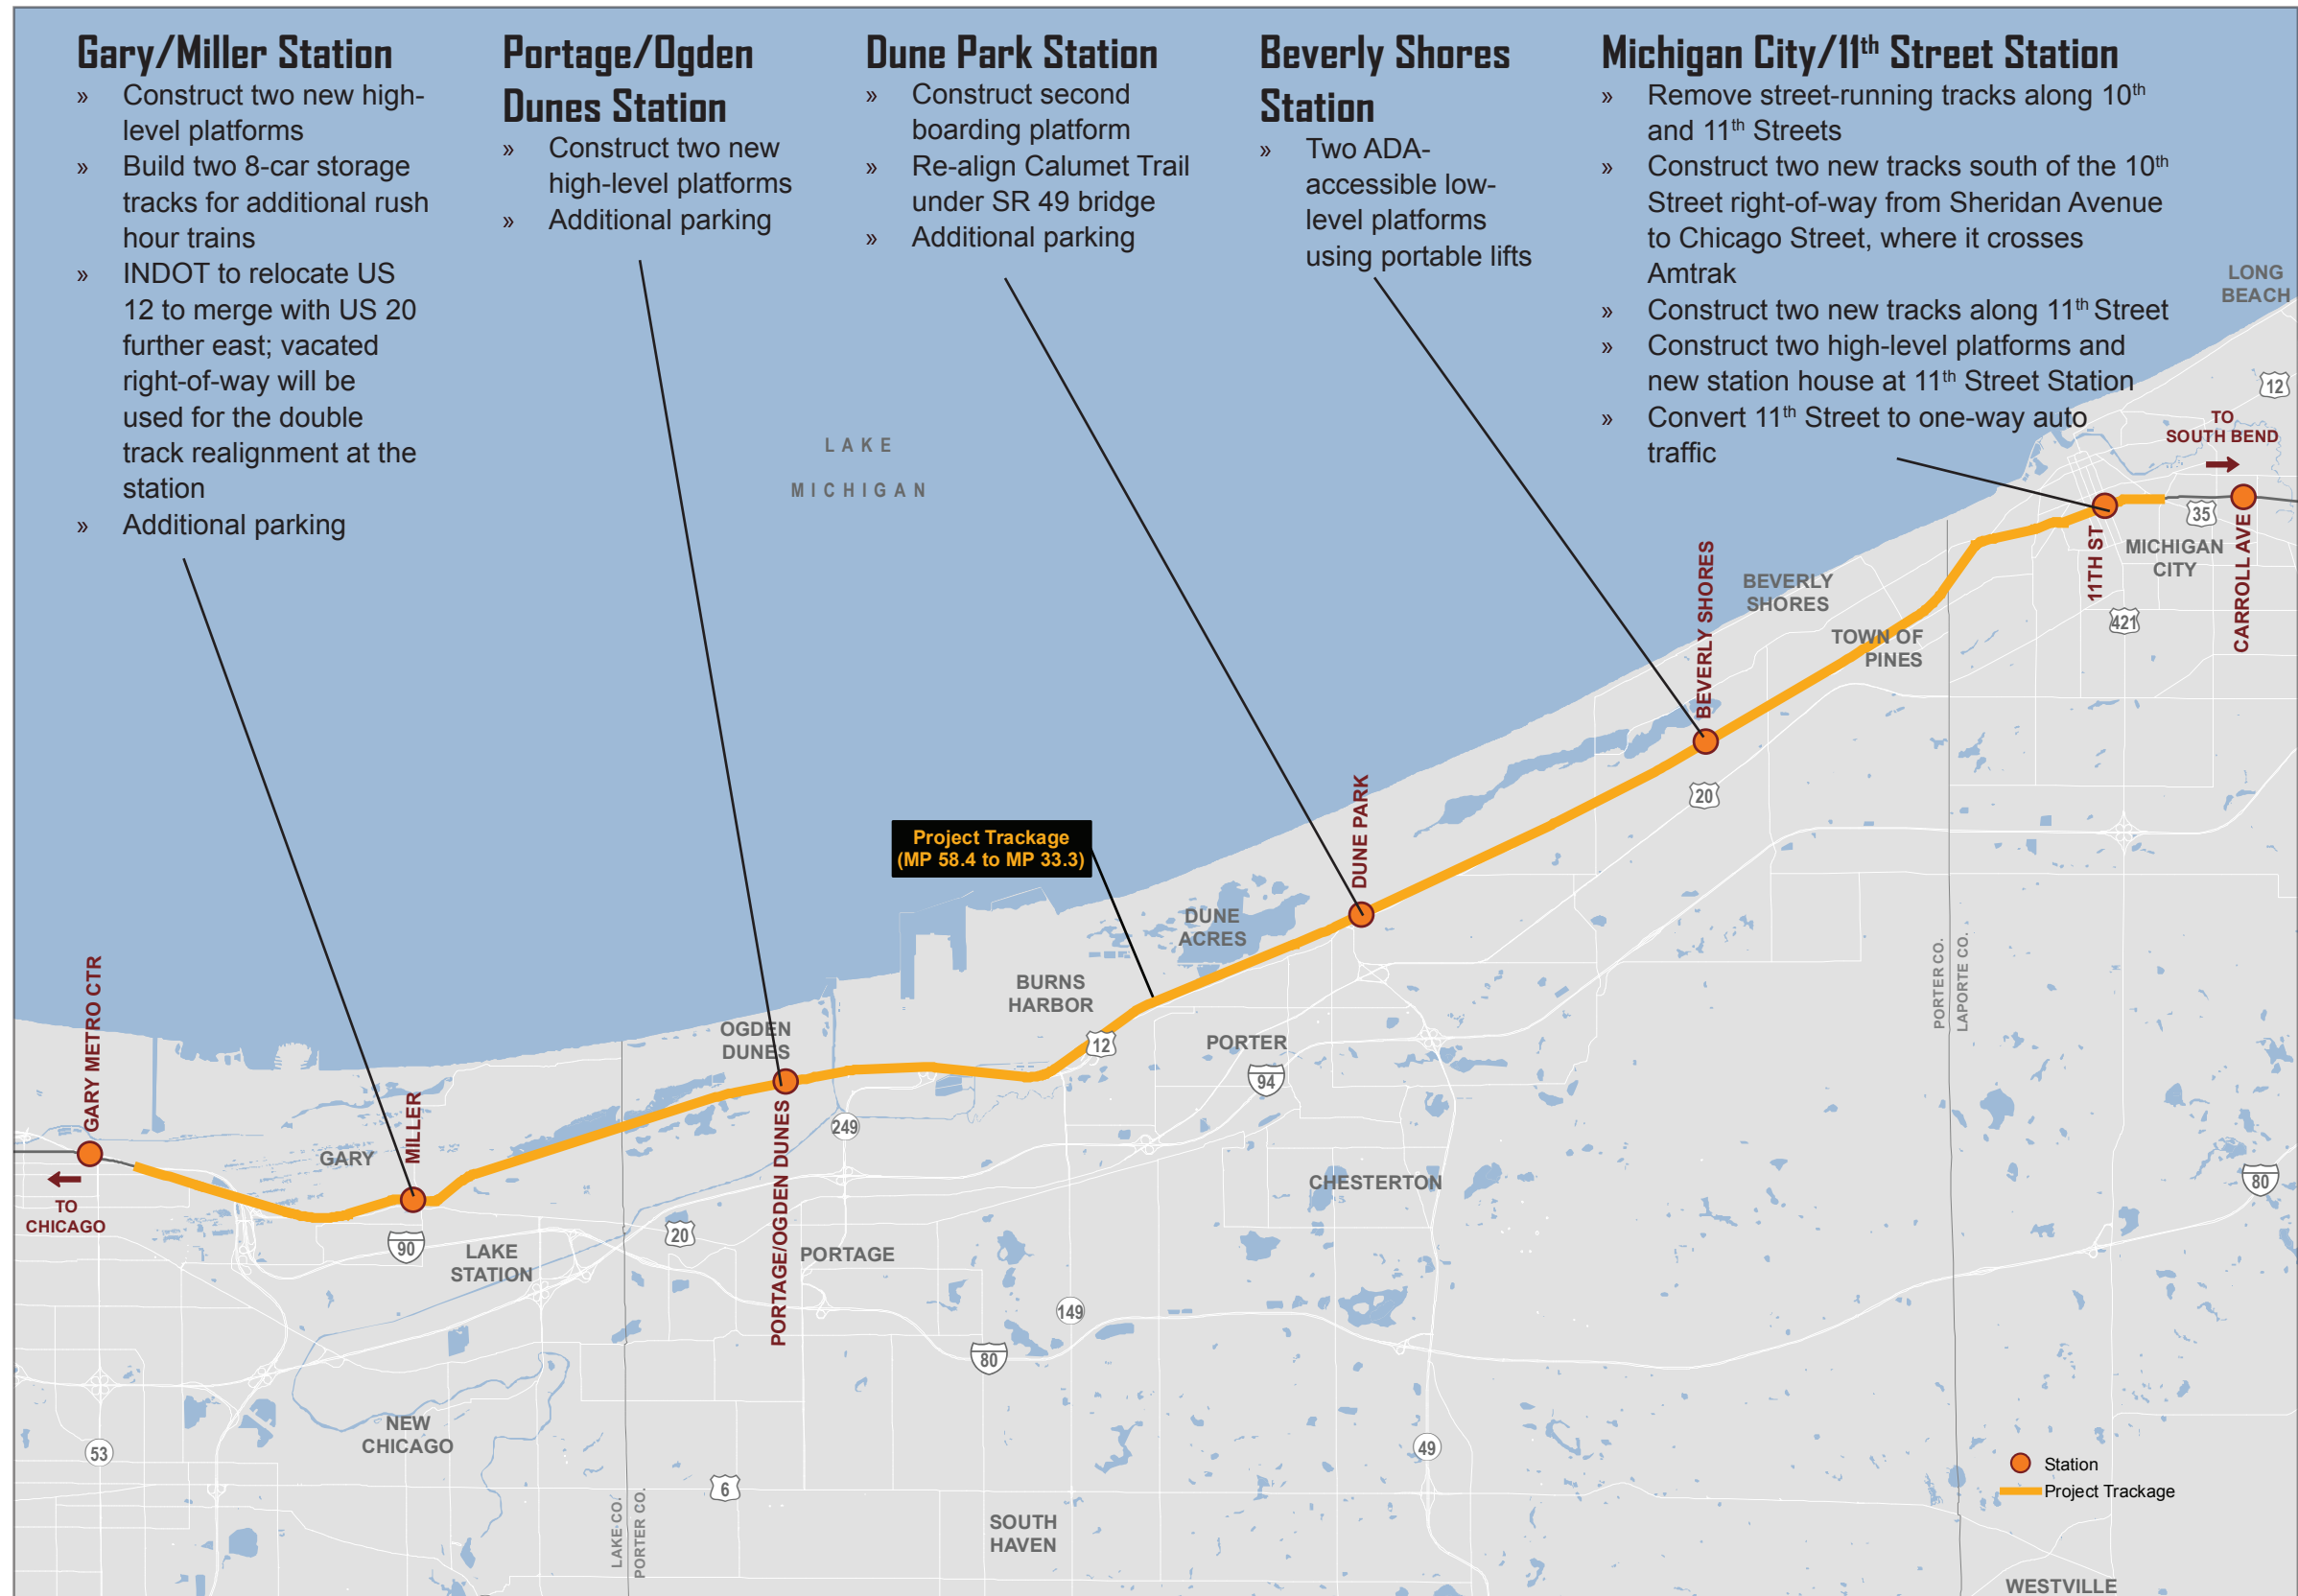 Gary/Miller Station
» Construct two new high-
level platforms
» Build two 8-car storage
tracks for additional rush
hour trains
» INDOT to relocate US
12 to merge with US 20
further east; vacated
right-of-way will be
used for the double
track realignment at the
station
» Additional parking
Portage/Ogden
Dunes Station
» Construct two new
high-level platforms
» Additional parking
Dune Park Station
» Construct second
boarding platform
» Re-align Calumet Trail
under SR 49 bridge
» Additional parking
Beverly Shores
Station
» Two ADA-
accessible low-
level platforms
using portable lifts
Michigan City/11th Street Station
» Remove street-running tracks along 10th
and 11th Streets
» Construct two new tracks south of the 10th
Street right-of-way from Sheridan Avenue
to Chicago Street, where it crosses
Amtrak
» Construct two new tracks along 11th Street
» Construct two high-level platforms and
new station house at 11th Street Station
» Convert 11th Street to one-way auto
traffic
LONG
BEACH
12
TO
SOUTH BEND
LAKE
MICHIGAN
35
11TH ST
MICHIGAN
CITY
CARROLL AVE
421
BEVERLY SHORES
BEVERLY
SHORES
TOWN OF
PINES
20
Project Trackage
(MP 58.4 to MP 33.3)
DUNE PARK
DUNE
ACRES
PORTER CO.
LAPORTE CO.
BURNS
HARBOR
GARY METRO CTR
OGDEN
DUNES
12
PORTER
94
MILLER
249
GARY
PORTAGE/OGDEN DUNES
CHESTERTON
80
TO
CHICAGO
90
LAKE
STATION
20
PORTAGE
149
80
NEW
CHICAGO
53
49
6
Station
Project Trackage
LAKE CO.
PORTER CO.
SOUTH
HAVEN
WESTVILLE